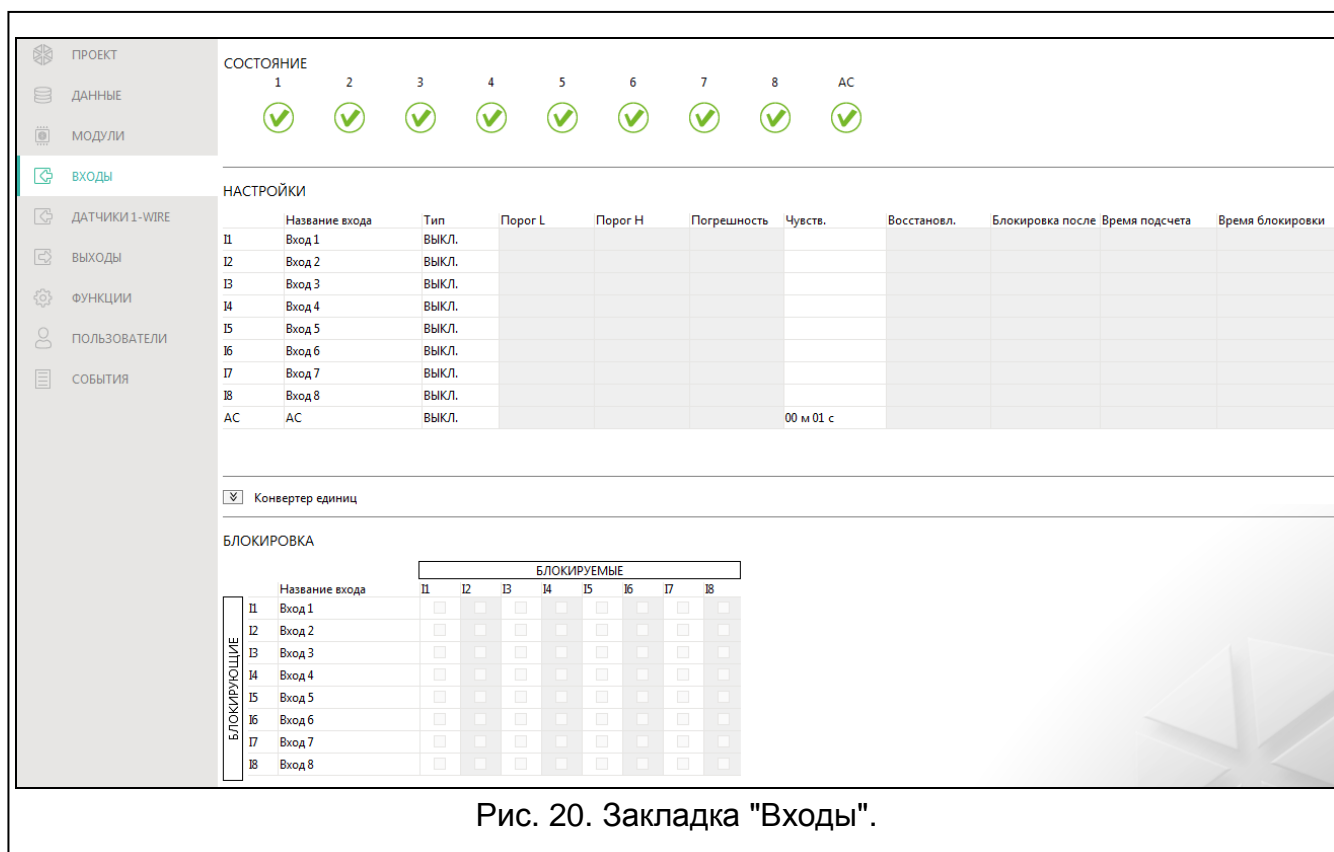 ПРОЕКТ
ДАННЫЕ
МОДУЛИ
ВХОДЫ
ДАТЧИКИ 1-WIRE
ВЫХОДЫ
ФУНКЦИИ
ПОЛЬЗОВАТЕЛИ
СОБЫТИЯ
СОСТОЯНИЕ
1 2 3 4 5 6 7 8 AC
НАСТРОЙКИ
Название входа Тип Порог L Порог H Погрешность Чувств. Восстановл. Блокировка после Время подсчета Время блокировки
I1 Вход 1 ВЫКЛ.
I2 Вход 2 ВЫКЛ.
I3 Вход 3 ВЫКЛ.
I4 Вход 4 ВЫКЛ.
I5 Вход 5 ВЫКЛ.
I6 Вход 6 ВЫКЛ.
I7 Вход 7 ВЫКЛ.
I8 Вход 8 ВЫКЛ.
AC AC ВЫКЛ. 00 м 01 с
Конвертер единиц
БЛОКИРОВКА
БЛОКИРУЕМЫЕ
Название входа I1 I2 I3 I4 I5 I6 I7 I8
БЛОКИРУЮЩИЕ
I1 Вход 1
I2 Вход 2
I3 Вход 3
I4 Вход 4
I5 Вход 5
I6 Вход 6
I7 Вход 7
I8 Вход 8
Рис. 20. Закладка "Входы".